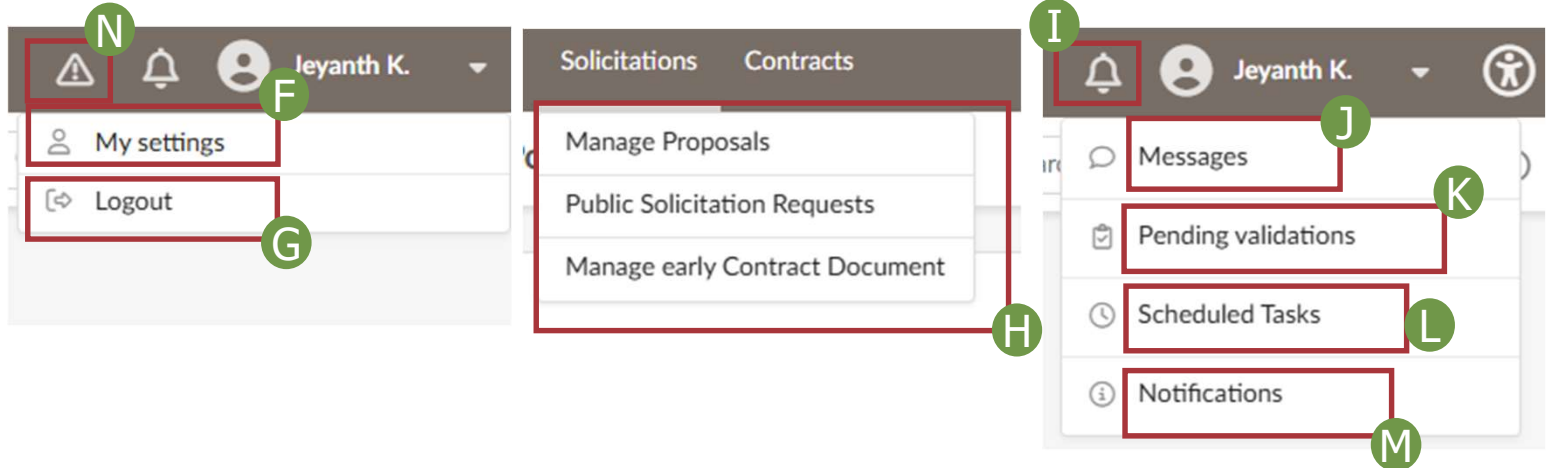 N
Jeyanth K.
F
My settings
Logout
G
Solicitations Contracts
Manage Proposals
Public Solicitation Requests
Manage early Contract Document
H
I
Jeyanth K.
J
Messages
K
Pending validations
Scheduled Tasks
L
Notifications
M